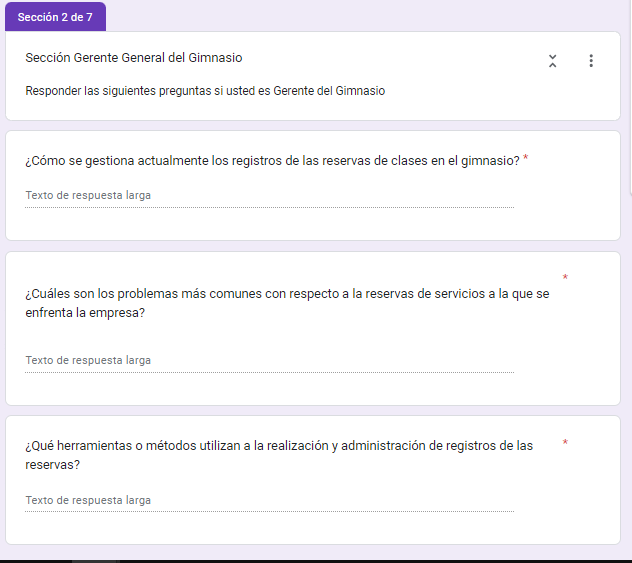 Sección 2 de 7
Sección Gerente General del Gimnasio
Responder las siguientes preguntas si usted es Gerente del Gimnasio
¿Cómo se gestiona actualmente los registros de las reservas de clases en el gimnasio? *
Texto de respuesta larga
*
¿Cuáles son los problemas más comunes con respecto a la reservas de servicios a la que se
enfrenta la empresa?
Texto de respuesta larga
¿Qué herramientas o métodos utilizan a la realización y administración de registros de las *
reservas?
Texto de respuesta larga